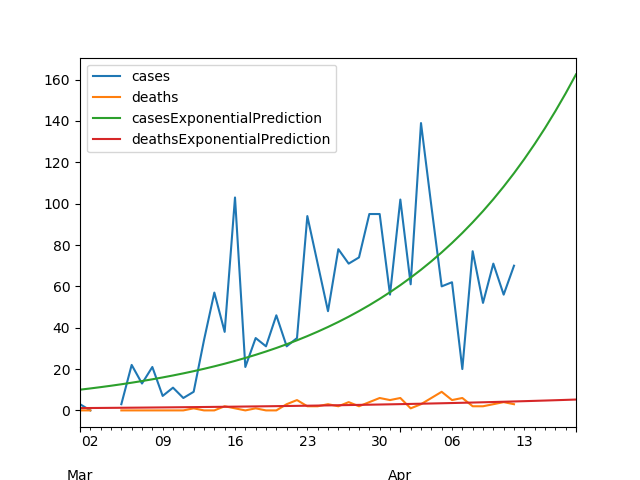 160
140
120
100
80
60
40
20
0
cases
deaths
casesExponentialPrediction
deathsExponentialPrediction
02 09 16 23 30 06 13
Mar Apr